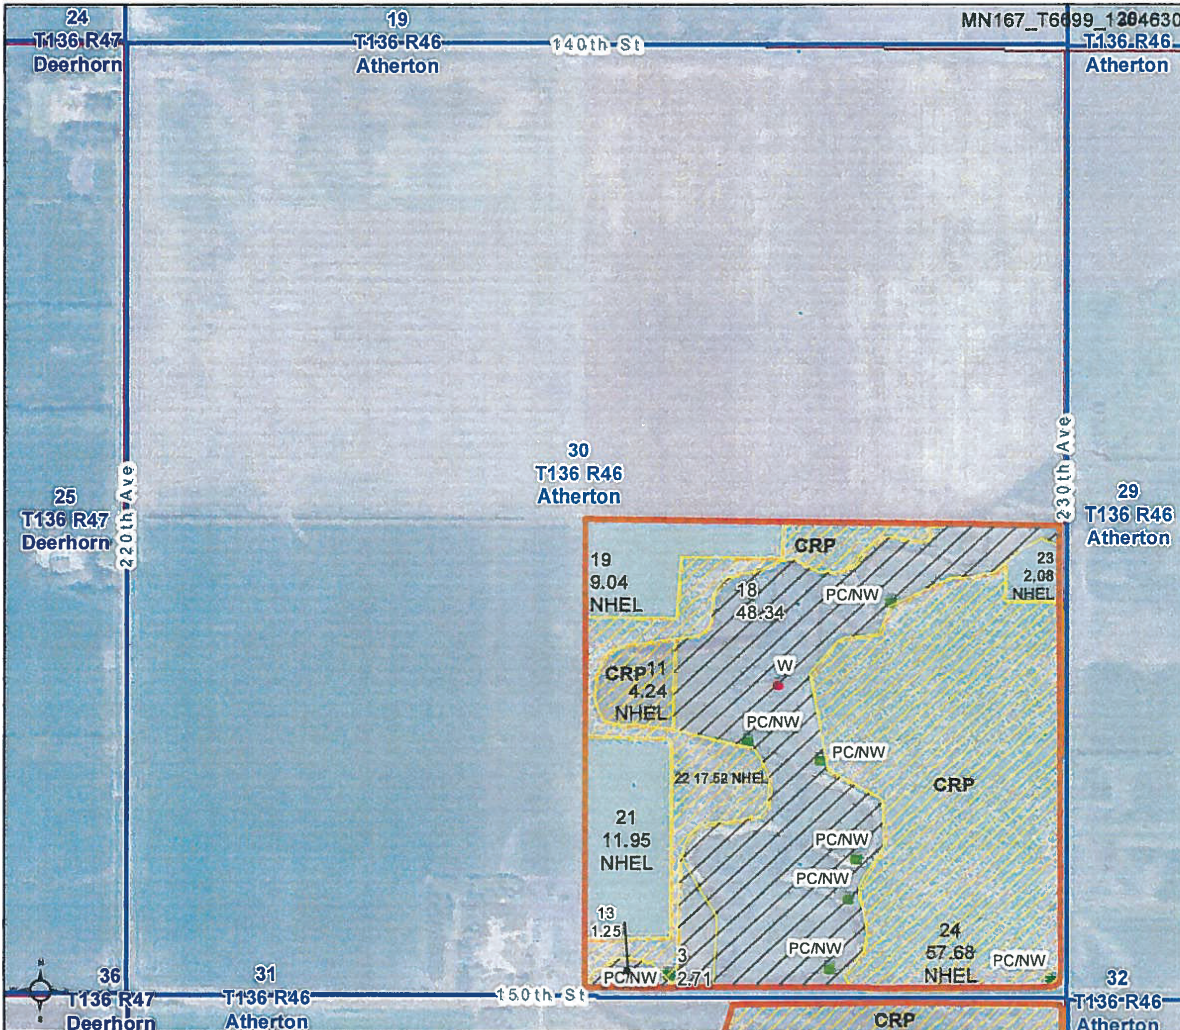 24
T136 R47
Deerhorn
19
T136 R46
Atherton
140th St
T136 R46
Atherton
30
T136 R46
Atherton
220th Ave
230th Ave
25
T136 R47
Deerhorn
29
T136 R46
Atherton
19
9.04
NHEL
CRP
23
2.08
NHEL
18
48.34
PC/NW
W
CRP 11
4.24
NHEL
PC/NW
PC/NW
22 17.52 NHEL
CRP
21
11.95
NHEL
PC/NW
PC/NW
13
1.25
24
57.68
NHEL
PC/NW
PC/NW
PC/NW
3
2.71
N
S
36
T136 R47
Deerhorn
31
T136 R46
Atherton
150th St
32
T136 R46
Atherton
CRP